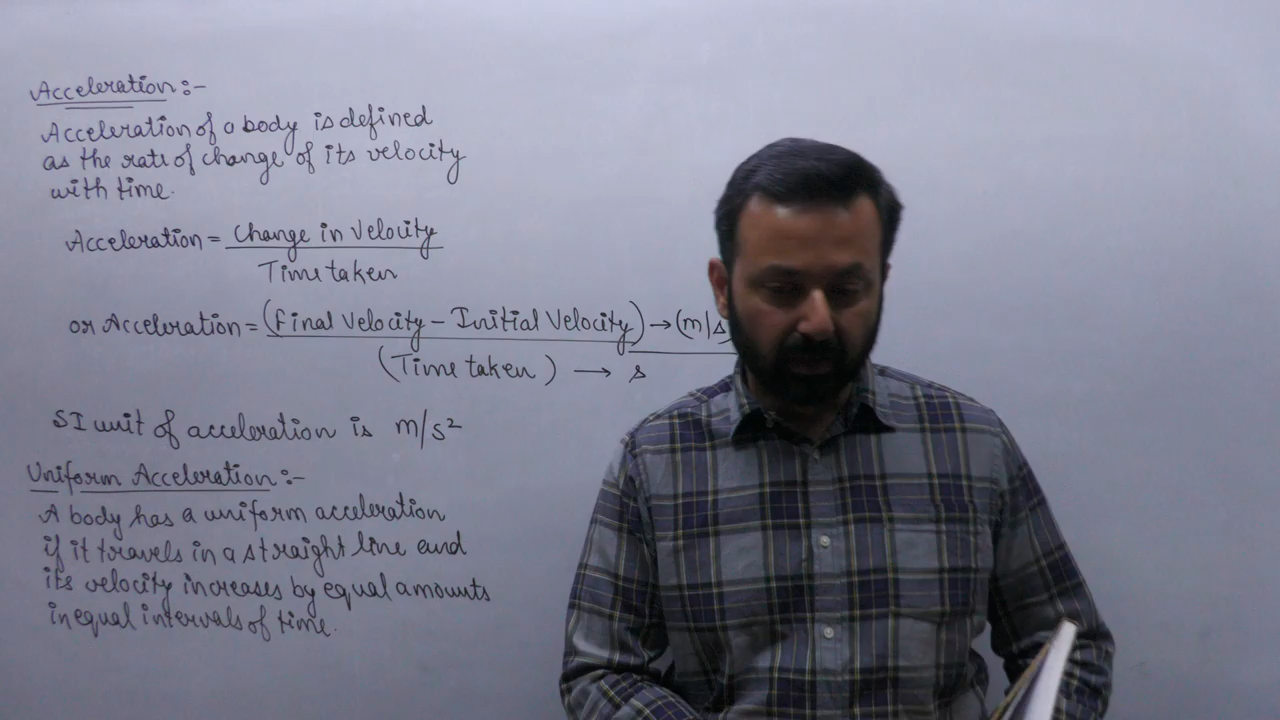 Acceleration:-
Acceleration of a body is defined
as the rate of change of its velocity
with time.
Acceleration = Change in Velocity
Time taken
or Acceleration = (Final Velocity - Initial Velocity) → (m/s
(Time taken) → s
SI unit of acceleration is m/s²
Uniform Acceleration:-
A body has a uniform acceleration
if it travels in a straight line and
its velocity increases by equal amounts
in equal intervals of time.